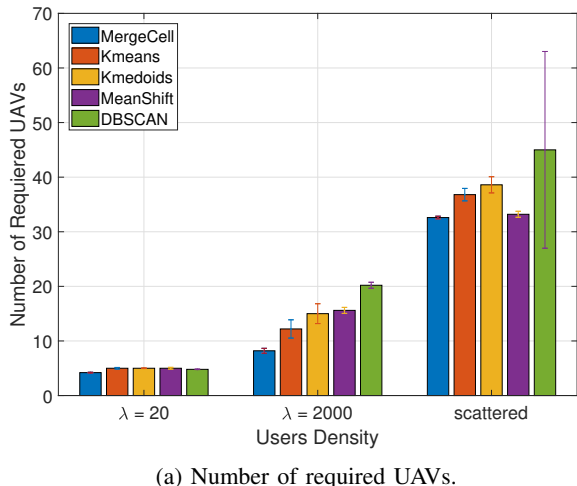 70
60
50
40
30
20
10
0
Number of Requiered UAVs
MergeCell
Kmeans
Kmedoids
MeanShift
DBSCAN
λ = 20
λ = 2000
scattered
Users Density
(a) Number of required UAVs.